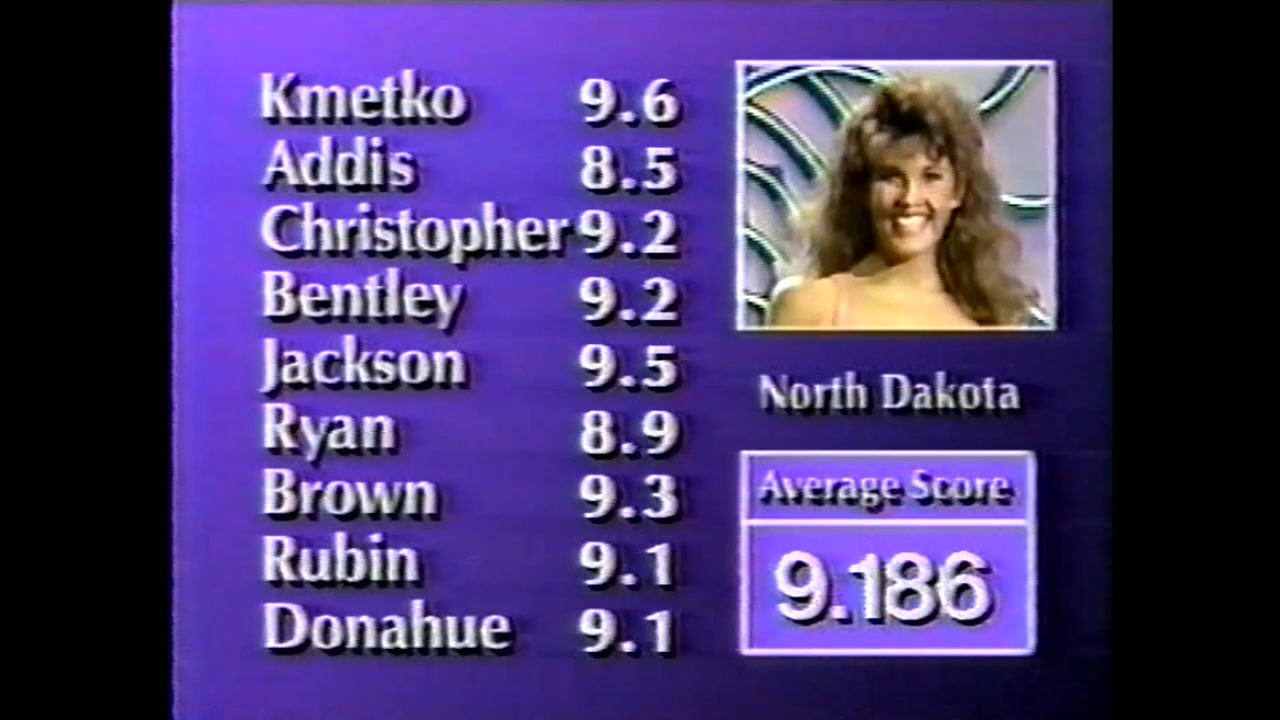 Kmetko 9.6
Addis 8.5
Christopher 9.2
Bentley 9.2
Jackson 9.5
Ryan 8.9
Brown 9.3
Rubin 9.1
Donahue 9.1
North Dakota
Average Score
9.186